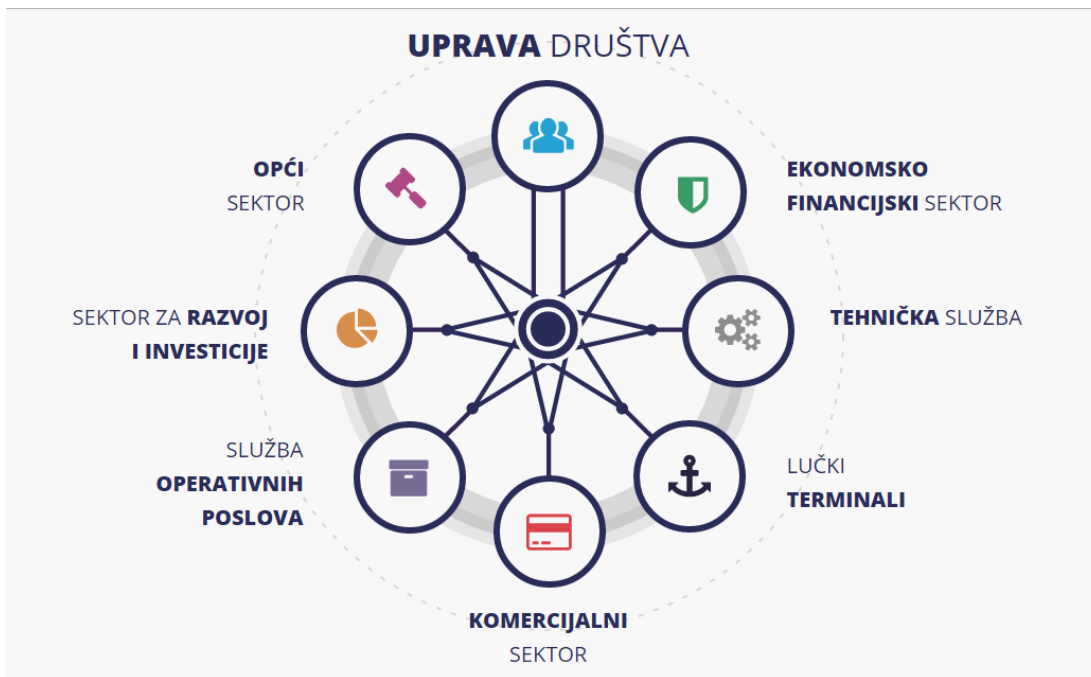 UPRAVA DRUŠTVA
OPĆI
SEKTOR
EKONOMSKO
FINANCIJSKI SEKTOR
SEKTOR ZA RAZVOJ
I INVESTICIJE
TEHNIČKA SLUŽBA
SLUŽBA
OPERATIVNIH
POSLOVA
LUČKI
TERMINALI
KOMERCIJALNI
SEKTOR